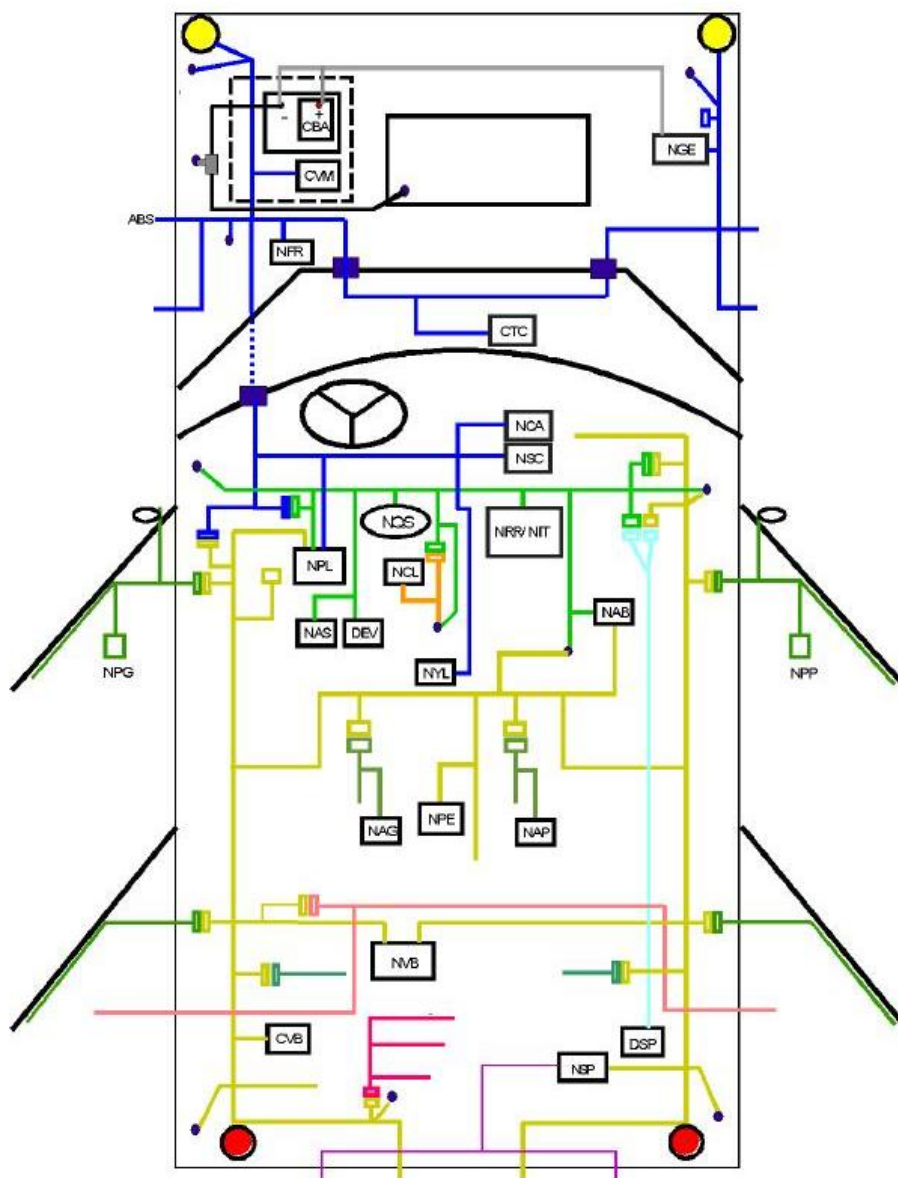 - +
CBA
CVM
NGE
ABS
NFR
CTC
NCA
NSC
NQS
NRR/ NIT
NPL
NCL
NAS
DEV
NAB
NYL
NPG
NPP
NAG
NPE
NAP
NVB
CVB
DSP
NSP